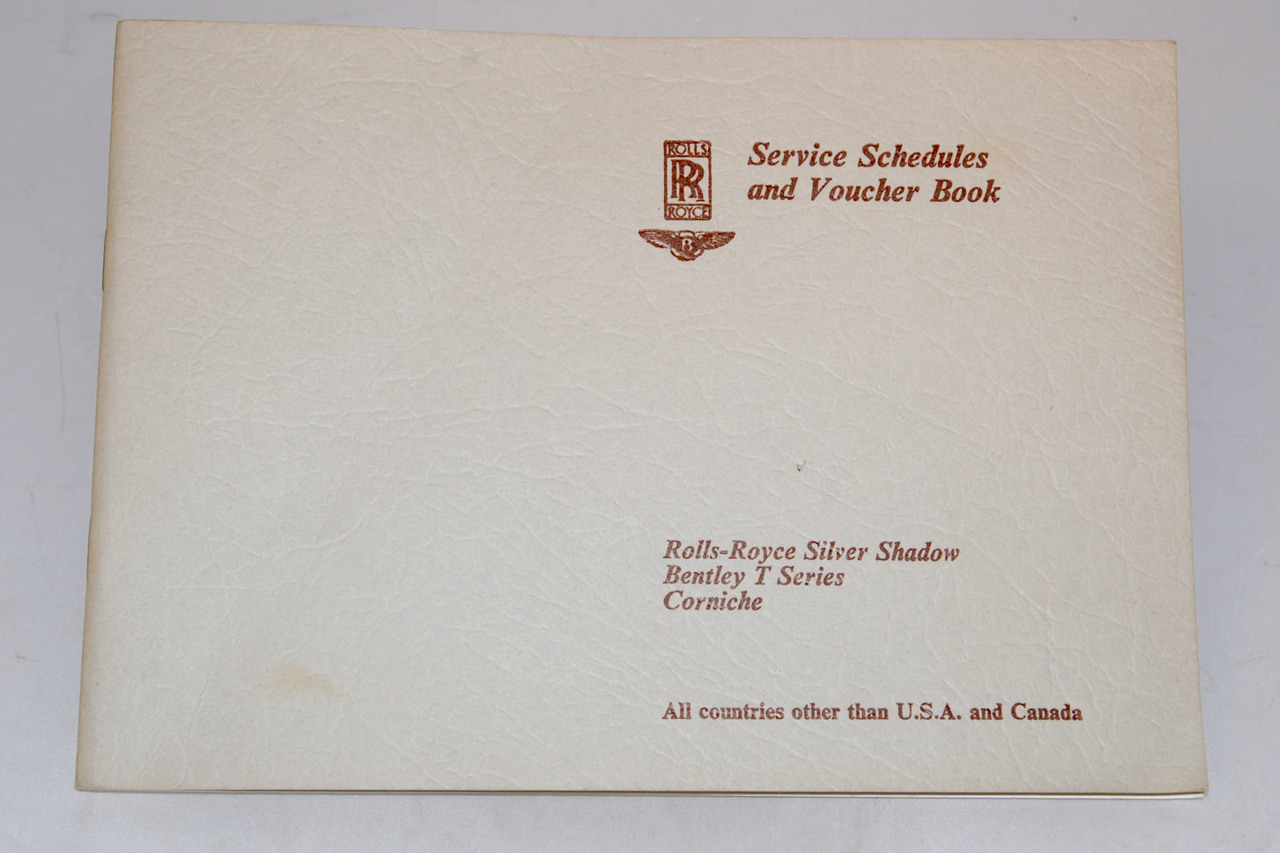 ROLLS
RR
ROYCE
B
Service Schedules
and Voucher Book
Rolls-Royce Silver Shadow
Bentley T Series
Corniche
All countries other than U.S.A. and Canada